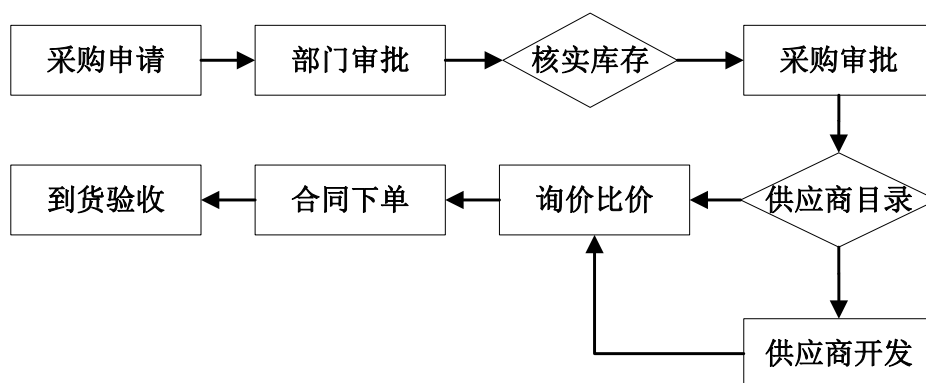 采购申请
部门审批
核实库存
采购审批
供应商目录
询价比价
合同下单
到货验收
供应商开发